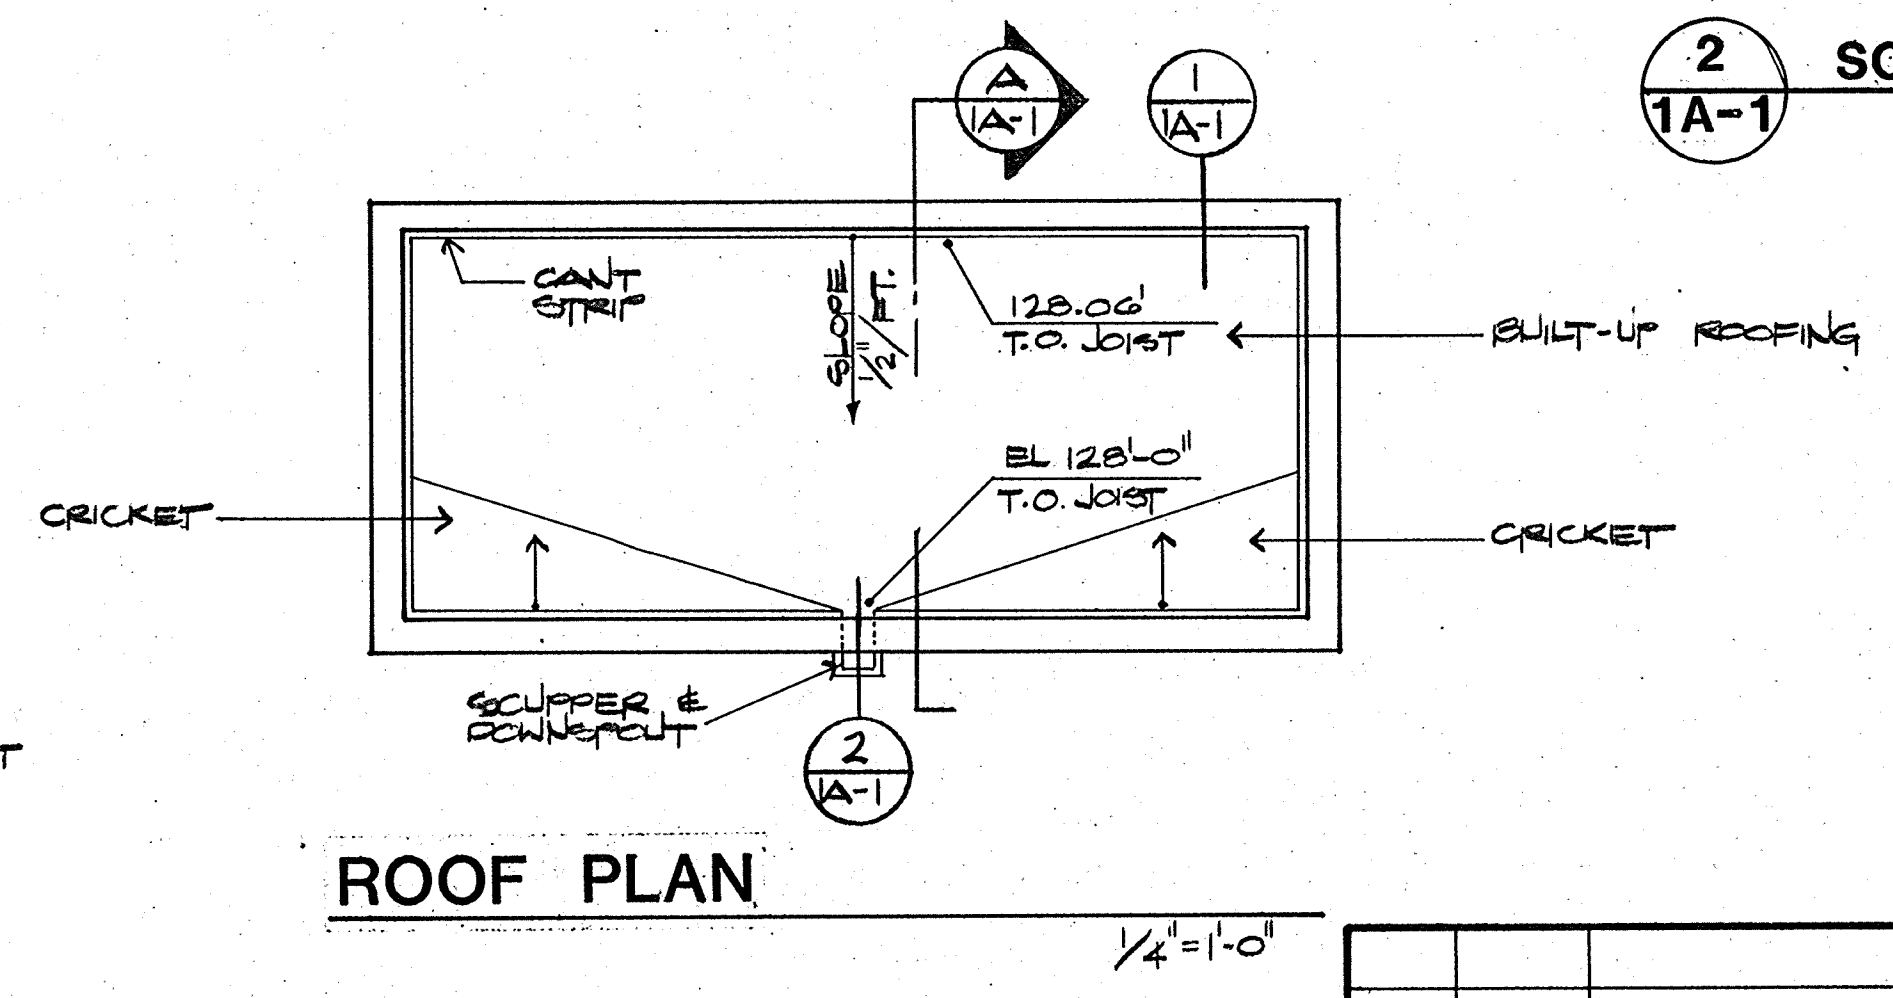 A
1A-1
1
1A-1
2
1A-1
CANT
STRIP
SLOPE
1/2"/FT.
128.06'
T.O. JOIST
BUILT-UP ROOFING
EL 128'-0"
T.O. JOIST
CRICKET
CRICKET
SCUPPER &
DOWNSPOUT
2
1A-1
ROOF PLAN
1/4"=1'-0"